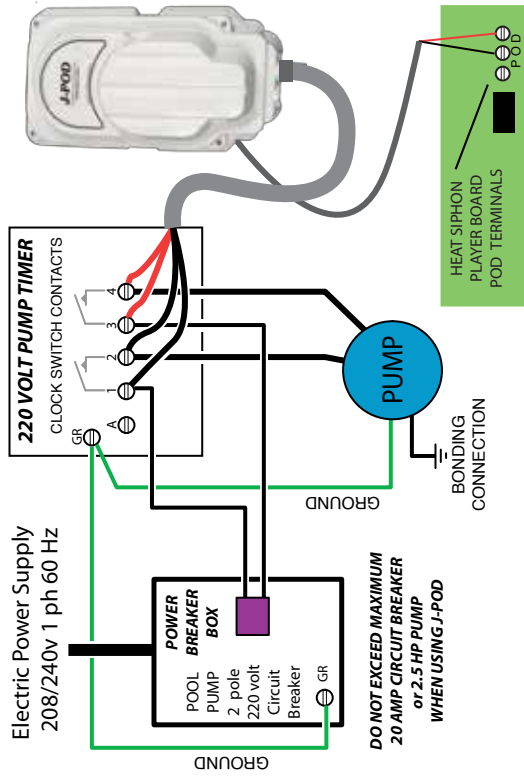 Electric Power Supply
208/240v 1 ph 60 Hz
GROUND
POWER
BREAKER
BOX
POOL
PUMP
2 pole
220 volt
Circuit
Breaker
GR
DO NOT EXCEED MAXIMUM
20 AMP CIRCUIT BREAKER
or 2.5 HP PUMP
WHEN USING J-POD
220 VOLT PUMP TIMER
CLOCK SWITCH CONTACTS
GR
A
1
2
3
4
GROUND
PUMP
BONDING
CONNECTION
J-POD
HEAT SIPHON
PLAYER BOARD
POD TERMINALS
P O D